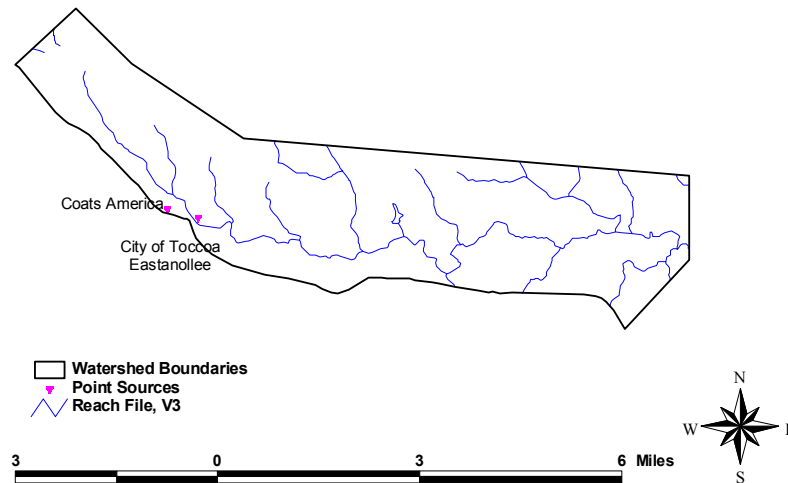 Coats America
City of Toccoa
Eastanollee
Watershed Boundaries
Point Sources
Reach File, V3
N
W
S
3 0 3 6 Miles